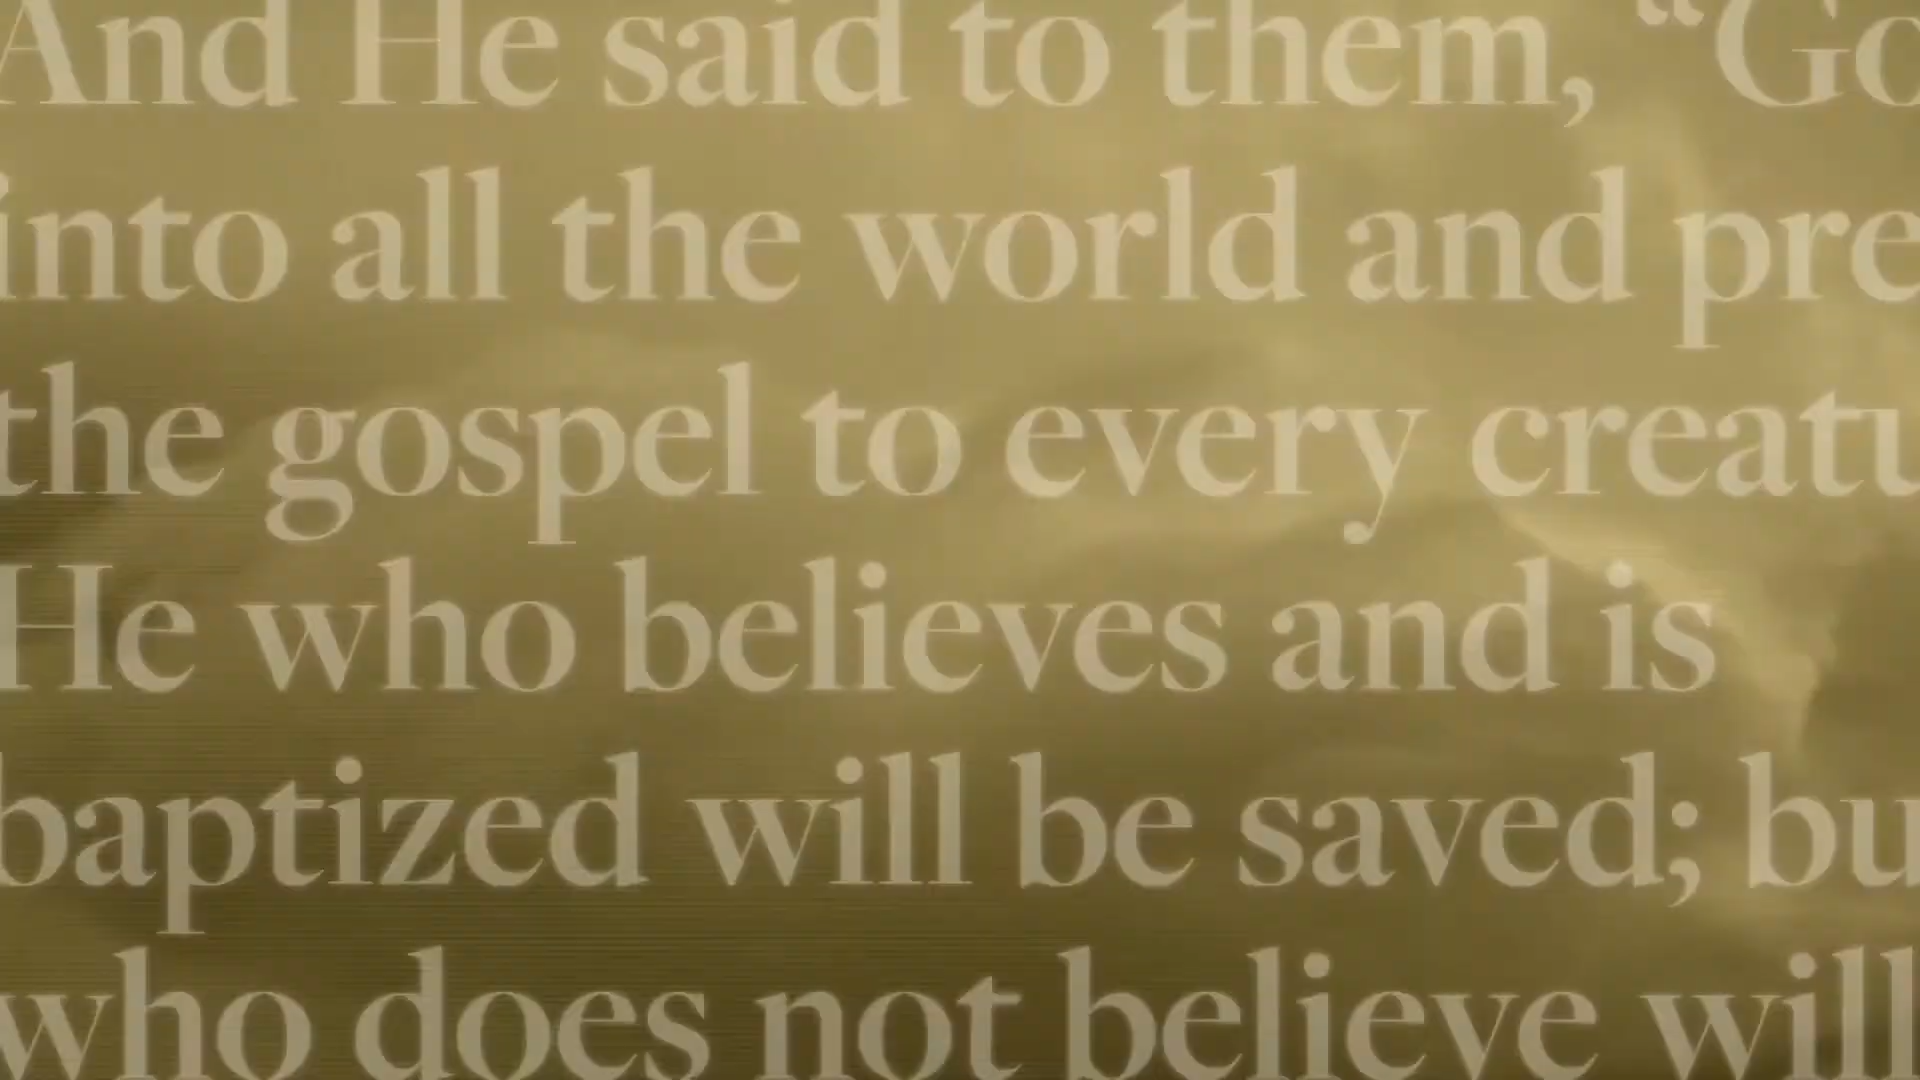 And He said to them, “Go
into all the world and pre
the gospel to every creatu
He who believes and is
baptized will be saved; bu
who does not believe will